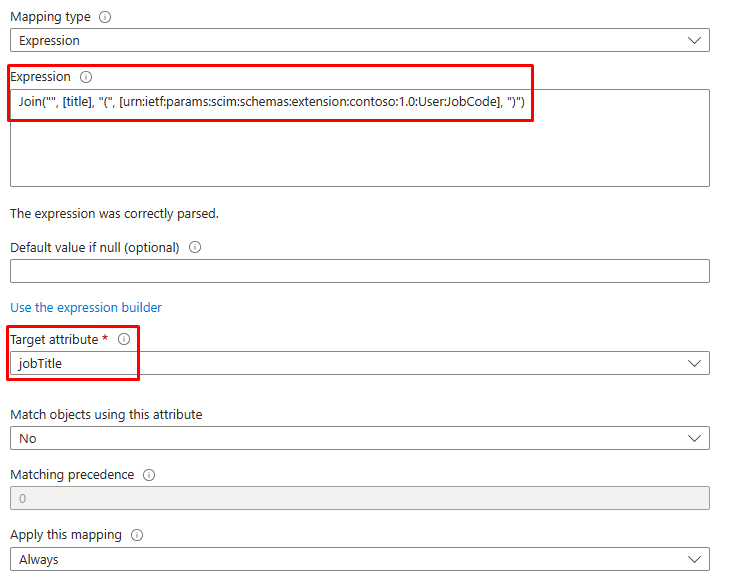 Mapping type
Expression
Expression
Join("", [title], "(", [urn:ietf:params:scim:schemas:extension:contoso:1.0:User:JobCode], ")")
The expression was correctly parsed.
Default value if null (optional)
Use the expression builder
Target attribute *
jobTitle
Match objects using this attribute
No
Matching precedence
0
Apply this mapping
Always